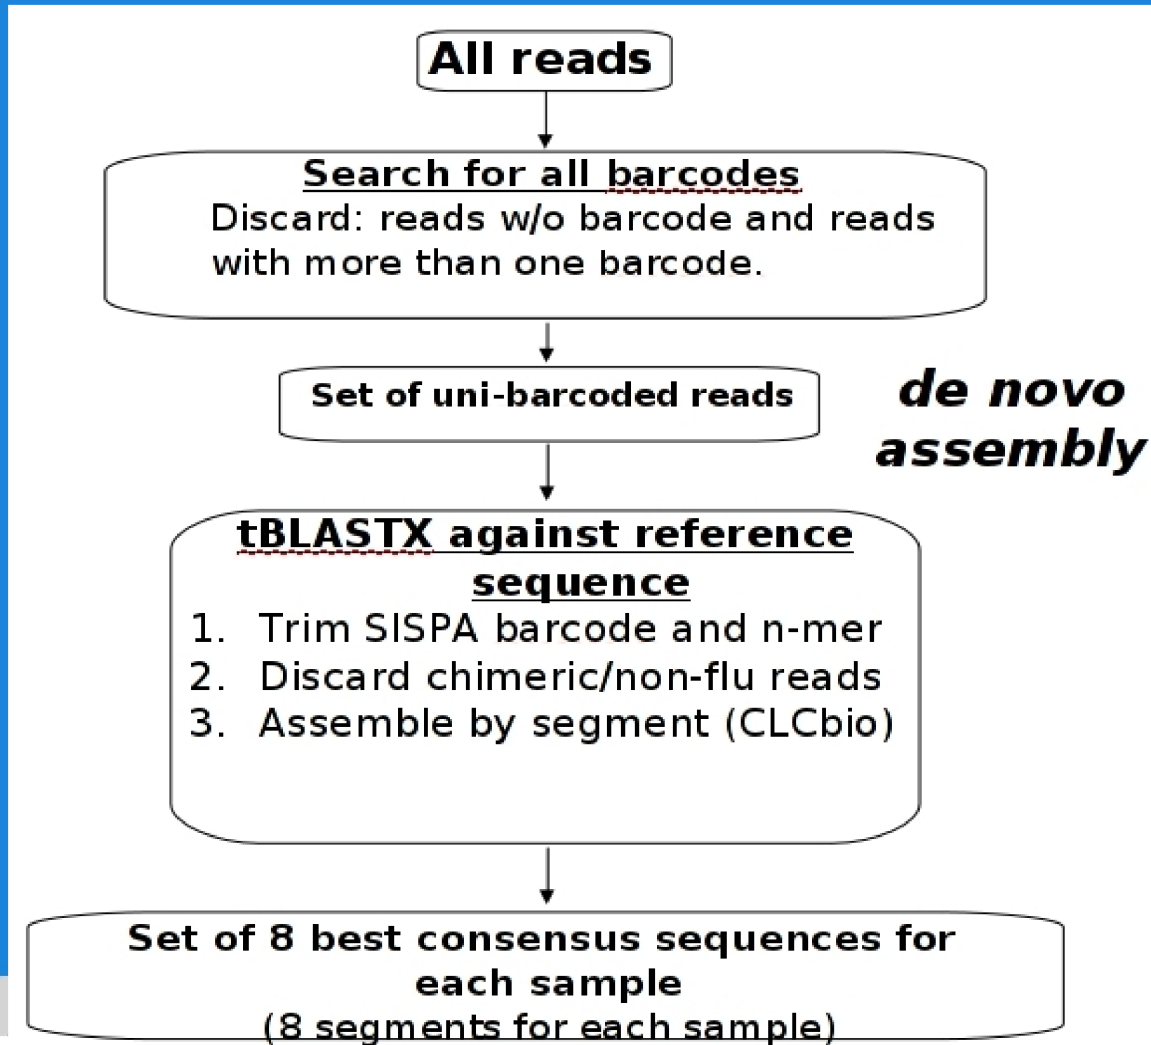 All reads
Search for all barcodes
Discard: reads w/o barcode and reads
with more than one barcode.
Set of uni-barcoded reads
de novo
assembly
tBLASTX against reference
sequence
1. Trim SISPA barcode and n-mer
2. Discard chimeric/non-flu reads
3. Assemble by segment (CLCbio)
Set of 8 best consensus sequences for
each sample
(8 segments for each sample)